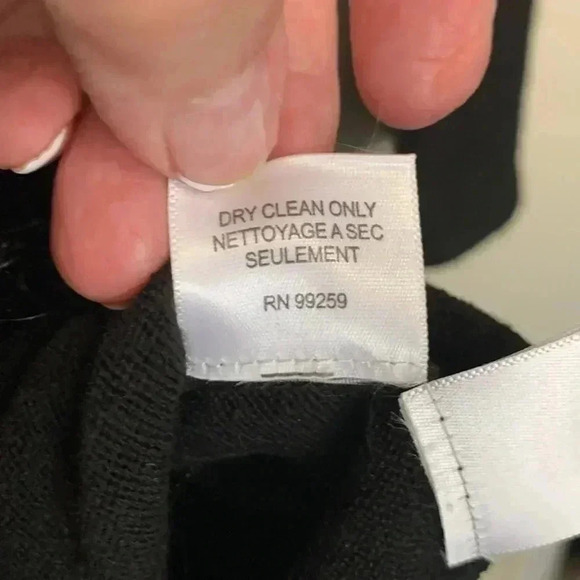 DRY CLEAN ONLY
NETTOYAGE A SEC
SEULEMENT
RN 99259